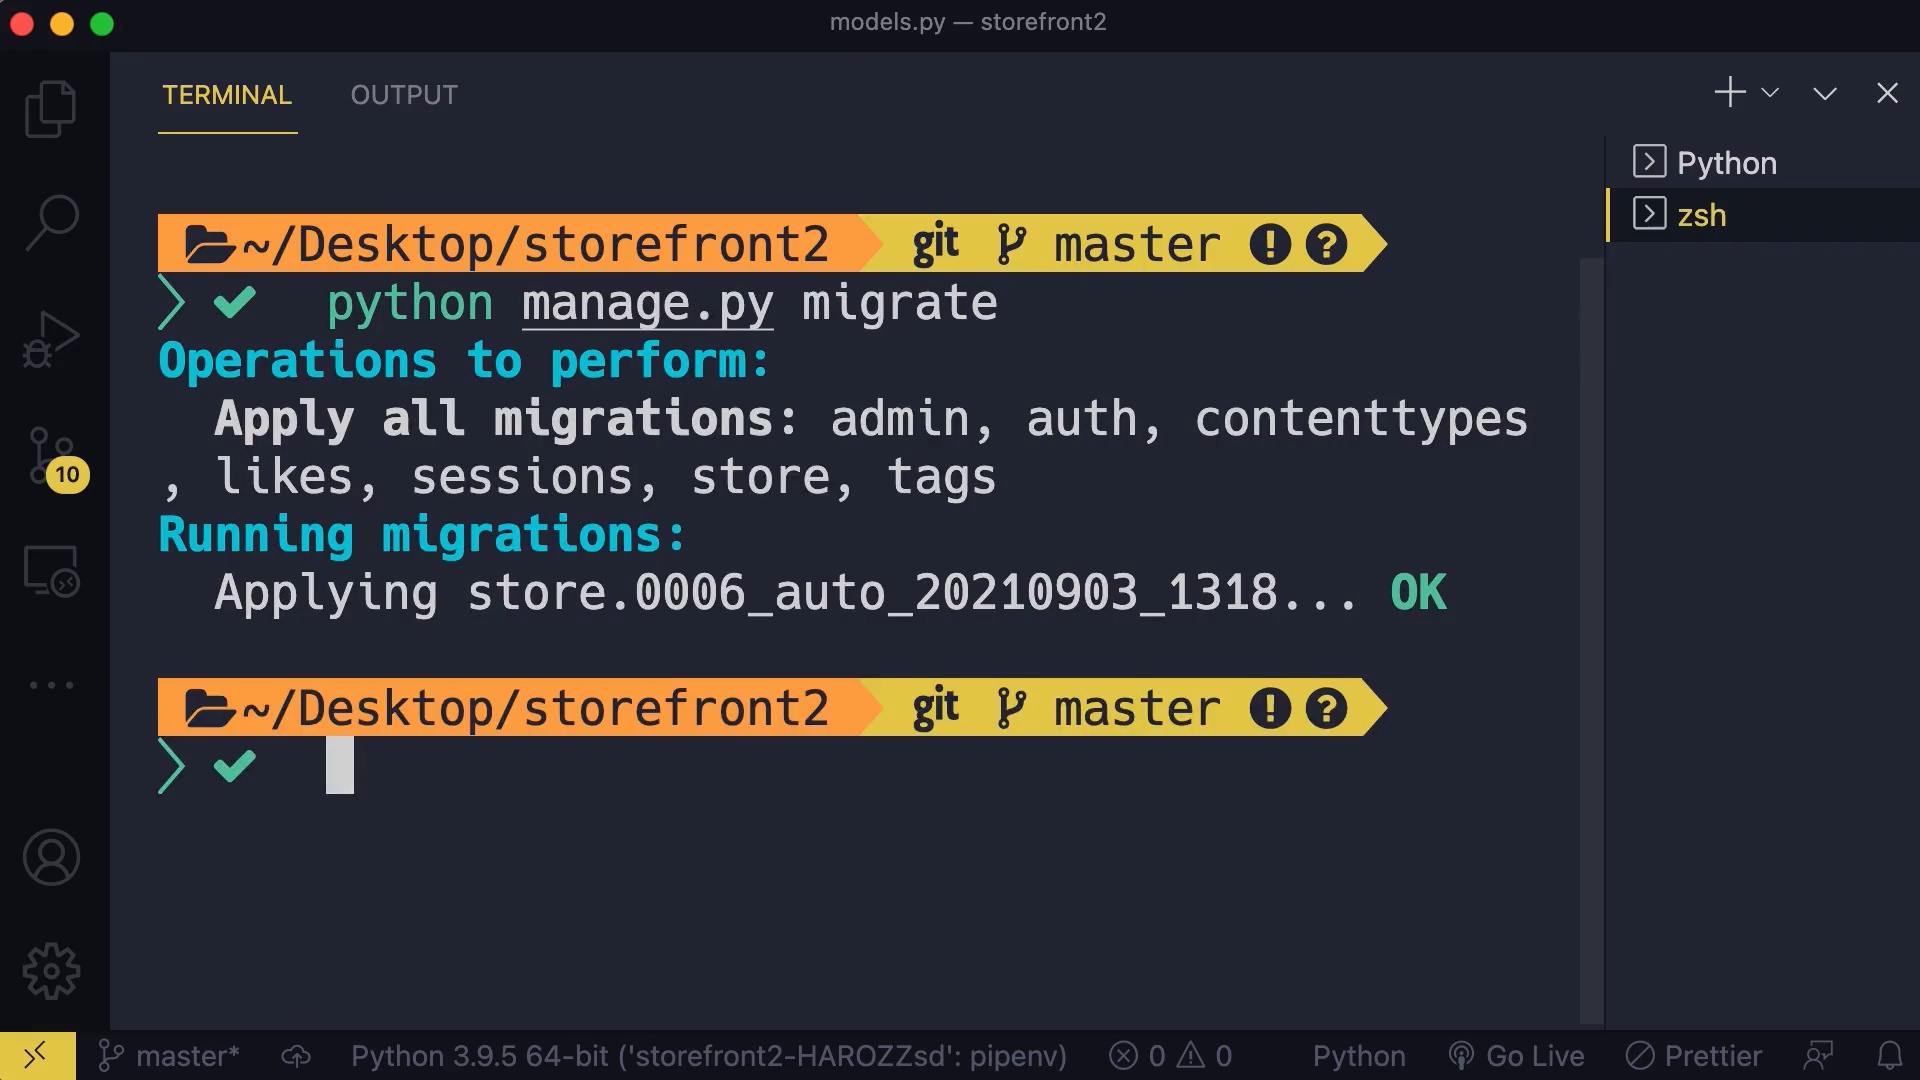 models.py — storefront2
TERMINAL OUTPUT
Python
zsh
~/Desktop/storefront2 git master
python manage.py migrate
Operations to perform:
Apply all migrations: admin, auth, contenttypes
, likes, sessions, store, tags
Running migrations:
Applying store.0006_auto_20210903_1318... OK
~/Desktop/storefront2 git master
10
master* Python 3.9.5 64-bit ('storefront2-HAROZZsd': pipenv) 0 0 Python Go Live Prettier